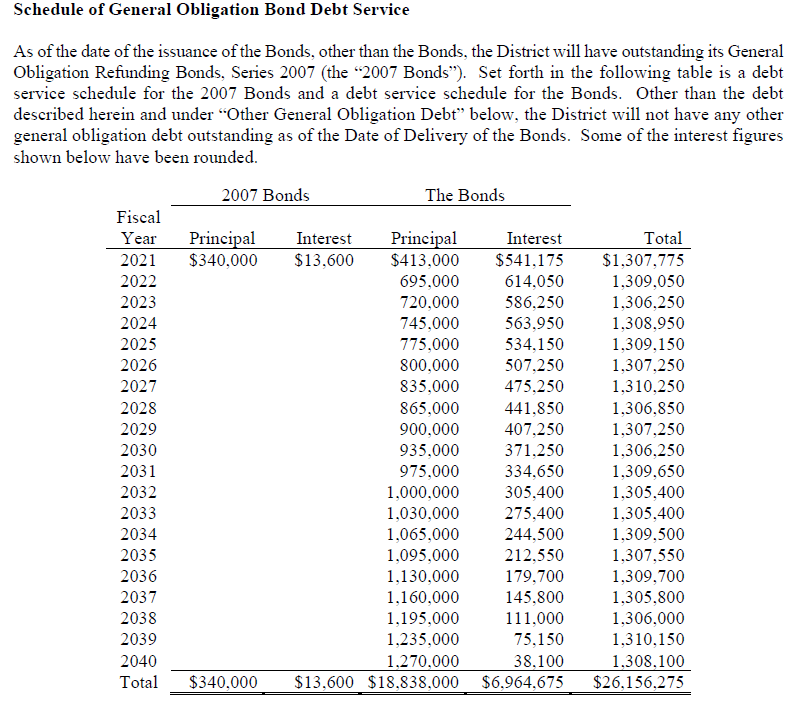 Schedule of General Obligation Bond Debt Service
As of the date of the issuance of the Bonds, other than the Bonds, the District will have outstanding its General
Obligation Refunding Bonds, Series 2007 (the “2007 Bonds”). Set forth in the following table is a debt
service schedule for the 2007 Bonds and a debt service schedule for the Bonds. Other than the debt
described herein and under “Other General Obligation Debt” below, the District will not have any other
general obligation debt outstanding as of the Date of Delivery of the Bonds. Some of the interest figures
shown below have been rounded.
2007 Bonds The Bonds
Fiscal
Year Principal Interest Principal Interest Total
2021 $340,000 $13,600 $413,000 $541,175 $1,307,775
2022 695,000 614,050 1,309,050
2023 720,000 586,250 1,306,250
2024 745,000 563,950 1,308,950
2025 775,000 534,150 1,309,150
2026 800,000 507,250 1,307,250
2027 835,000 475,250 1,310,250
2028 865,000 441,850 1,306,850
2029 900,000 407,250 1,307,250
2030 935,000 371,250 1,306,250
2031 975,000 334,650 1,309,650
2032 1,000,000 305,400 1,305,400
2033 1,030,000 275,400 1,305,400
2034 1,065,000 244,500 1,309,500
2035 1,095,000 212,550 1,307,550
2036 1,130,000 179,700 1,309,700
2037 1,160,000 145,800 1,305,800
2038 1,195,000 111,000 1,306,000
2039 1,235,000 75,150 1,310,150
2040 1,270,000 38,100 1,308,100
Total $340,000 $13,600 $18,838,000 $6,964,675 $26,156,275